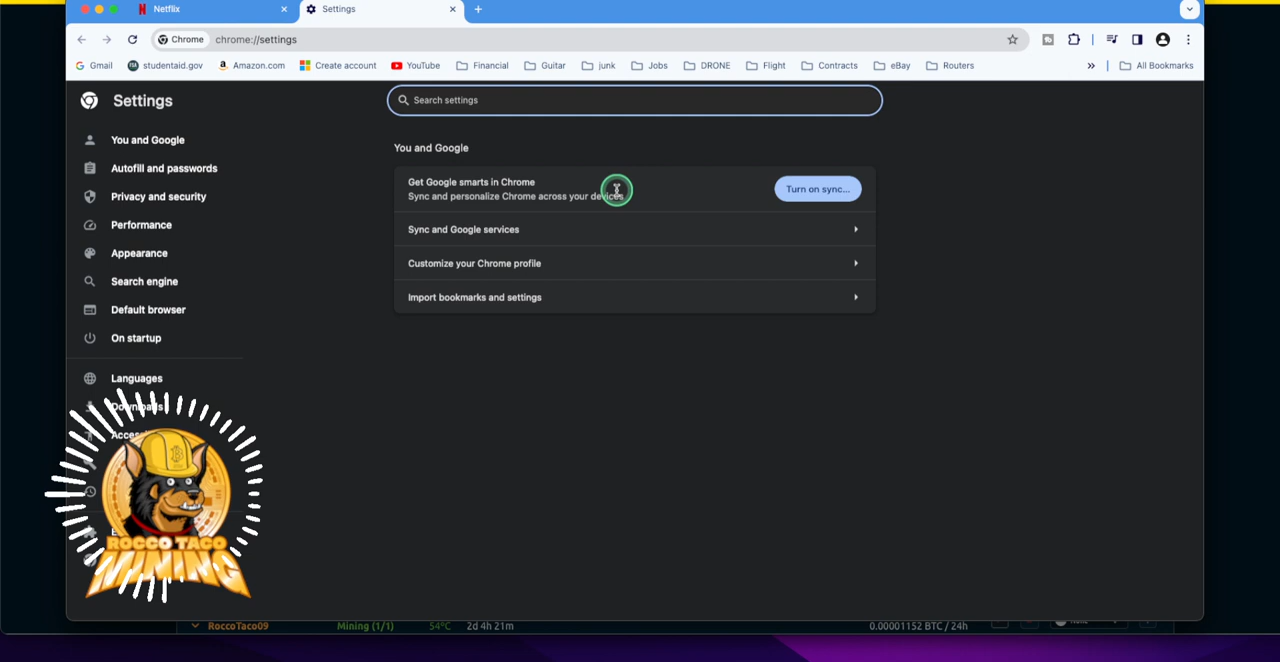 Netflix
Settings
Chrome
chrome://settings
Gmail
studentaid.gov
Amazon.com
Create account
YouTube
Financial
Guitar
junk
Jobs
DRONE
Flight
Contracts
eBay
Routers
»
All Bookmarks
Settings
Search settings
You and Google
Autofill and passwords
Privacy and security
Performance
Appearance
Search engine
Default browser
On startup
Languages
Downloads
You and Google
Get Google smarts in Chrome
Sync and personalize Chrome across your devices
Turn on sync...
Sync and Google services
Customize your Chrome profile
Import bookmarks and settings
ROCCO TACO
MINING
RoccoTaco09
Mining (1/1)
54°C
2d 4h 21m
0.00001152 BTC / 24h